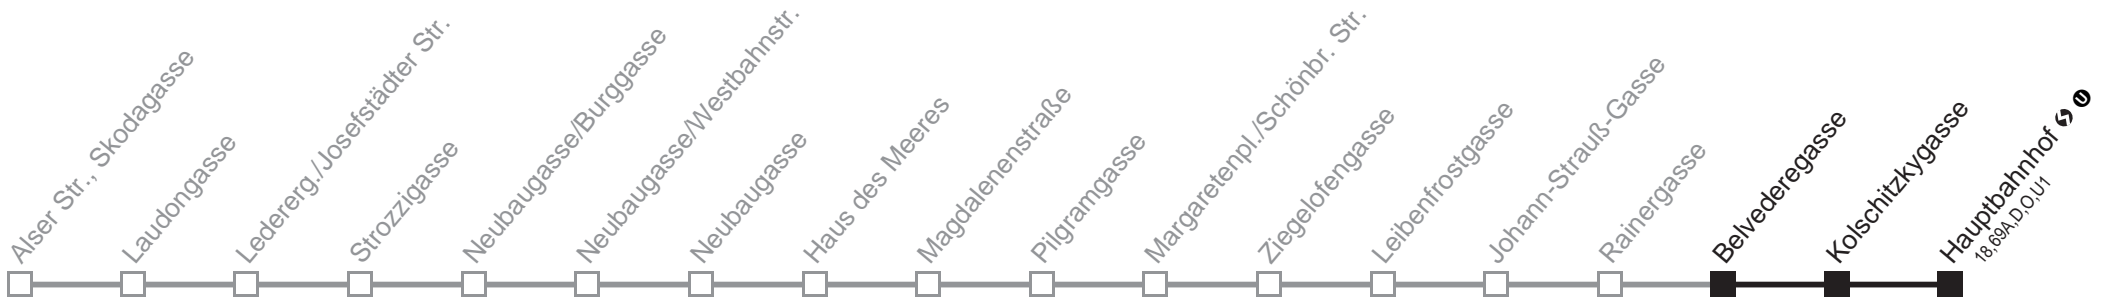 Alser Str., Skodagasse
Laudongasse
Ledererg./Josefstädter Str.
Strozzigasse
Neubaugasse/Burggasse
Neubaugasse/Westbahnstr.
Neubaugasse
Haus des Meeres
Magdalenenstraße
Pilgramgasse
Margaretenpl./Schönbr. Str.
Ziegelofengasse
Leibenfrostgasse
Johann-Strauß-Gasse
Rainergasse
Belvederegasse
Kolschitzkygasse
Hauptbahnhof U
18,69A,D,O,U1